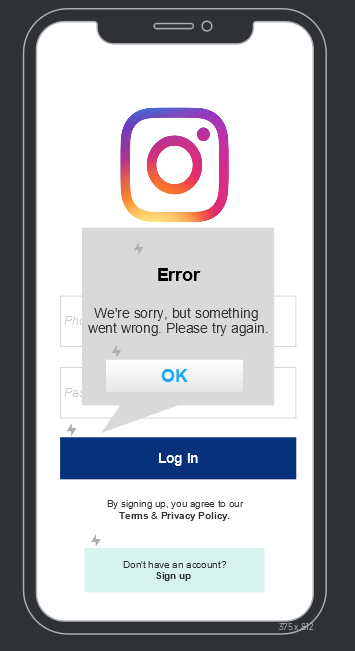 Error
We're sorry, but something
went wrong. Please try again.
OK
Log In
By signing up, you agree to our
Terms & Privacy Policy.
Don't have an account?
Sign up
375 x 812